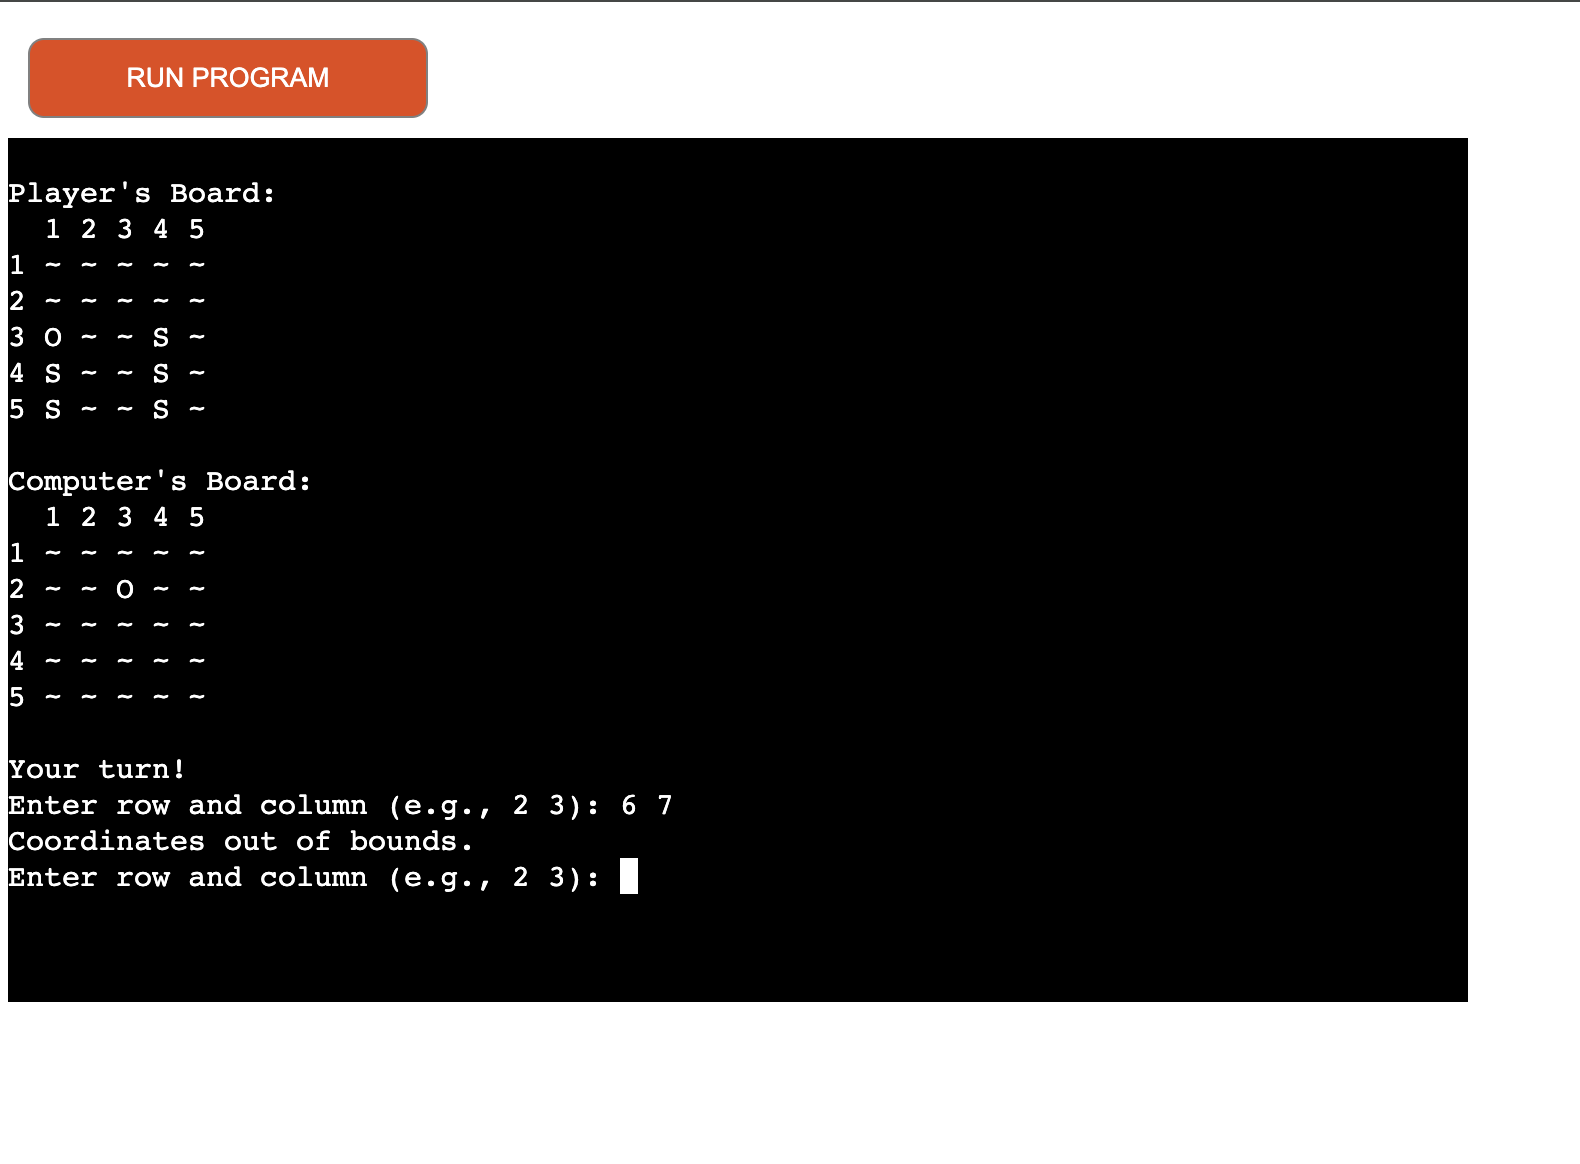 RUN PROGRAM
Player's Board:
  1 2 3 4 5
1 ~ ~ ~ ~ ~
2 ~ ~ ~ ~ ~
3 O ~ ~ S ~
4 S ~ ~ S ~
5 S ~ ~ S ~
Computer's Board:
  1 2 3 4 5
1 ~ ~ ~ ~ ~
2 ~ ~ O ~ ~
3 ~ ~ ~ ~ ~
4 ~ ~ ~ ~ ~
5 ~ ~ ~ ~ ~
Your turn!
Enter row and column (e.g., 2 3): 6 7
Coordinates out of bounds.
Enter row and column (e.g., 2 3):